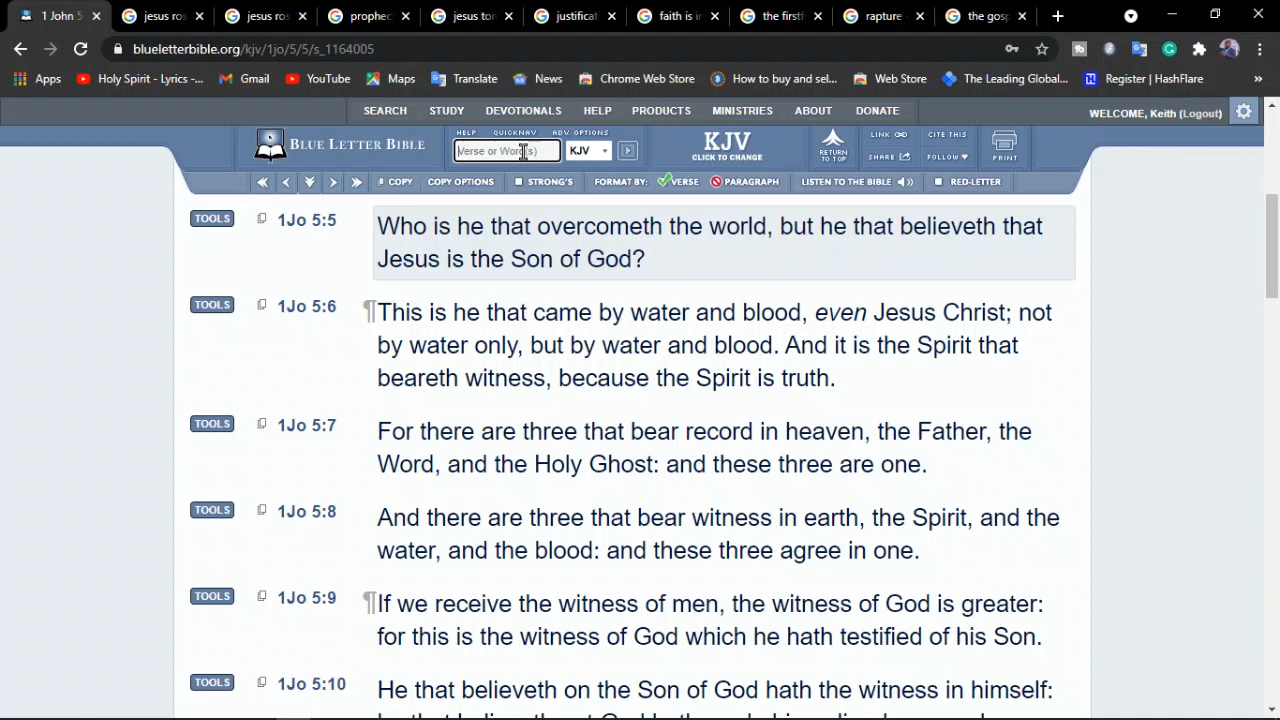 1 John 5
jesus ros
jesus ros
prophec
jesus tor
justificat
faith is in
the firstf
rapture -
the gosp
blueletterbible.org/kjv/1jo/5/5/s_1164005
Apps
Holy Spirit - Lyrics -...
Gmail
YouTube
Maps
Translate
News
Chrome Web Store
How to buy and sel...
Web Store
The Leading Global...
Register | HashFlare
»
SEARCH STUDY DEVOTIONALS HELP PRODUCTS MINISTRIES ABOUT DONATE
WELCOME, Keith (Logout)
BLUE LETTER BIBLE
HELP QUICKNAV ADV. OPTIONS
Verse or Word(s)
KJV
KJV
CLICK TO CHANGE
RETURN
TO TOP
LINK
CITE THIS
SHARE
FOLLOW
PRINT
COPY COPY OPTIONS STRONG'S FORMAT BY: VERSE PARAGRAPH LISTEN TO THE BIBLE RED-LETTER
TOOLS 1Jo 5:5 Who is he that overcometh the world, but he that believeth that
Jesus is the Son of God?
TOOLS 1Jo 5:6 ¶This is he that came by water and blood, even Jesus Christ; not
by water only, but by water and blood. And it is the Spirit that
beareth witness, because the Spirit is truth.
TOOLS 1Jo 5:7 For there are three that bear record in heaven, the Father, the
Word, and the Holy Ghost: and these three are one.
TOOLS 1Jo 5:8 And there are three that bear witness in earth, the Spirit, and the
water, and the blood: and these three agree in one.
TOOLS 1Jo 5:9 ¶If we receive the witness of men, the witness of God is greater:
for this is the witness of God which he hath testified of his Son.
TOOLS 1Jo 5:10 He that believeth on the Son of God hath the witness in himself: